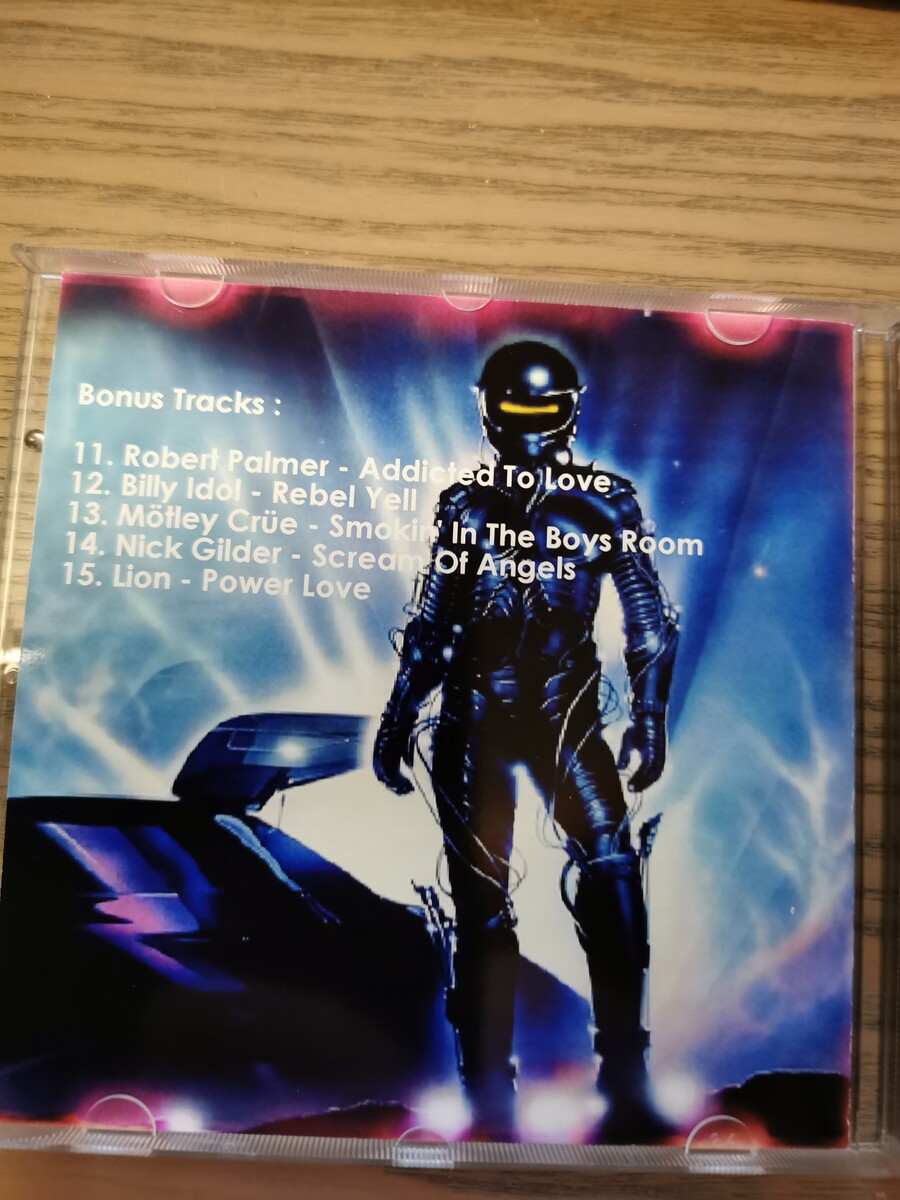 Bonus Tracks :
11. Robert Palmer - Addicted To Love
12. Billy Idol - Rebel Yell
13. Mötley Crüe - Smokin' In The Boys Room
14. Nick Gilder - Scream Of Angels
15. Lion - Power Love